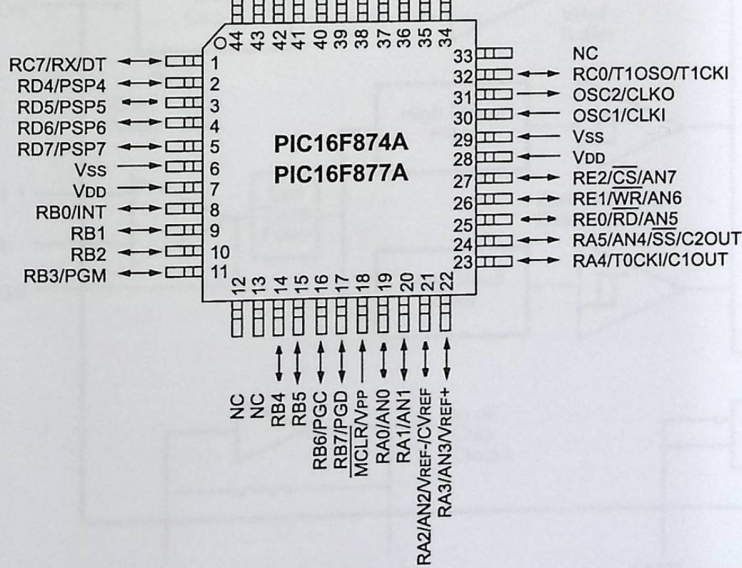 44 43 42 41 40 39 38 37 36 35 34
RC7/RX/DT 1
RD4/PSP4 2
RD5/PSP5 3
RD6/PSP6 4
RD7/PSP7 5
VSS 6
VDD 7
RB0/INT 8
RB1 9
RB2 10
RB3/PGM 11
PIC16F874A
PIC16F877A
33 NC
32 RC0/T1OSO/T1CKI
31 OSC2/CLKO
30 OSC1/CLKI
29 VSS
28 VDD
27 RE2/CS/AN7
26 RE1/WR/AN6
25 RE0/RD/AN5
24 RA5/AN4/SS/C2OUT
23 RA4/T0CKI/C1OUT
12 13 14 15 16 17 18 19 20 21 22
NC
NC
RB4
RB5
RB6/PGC
RB7/PGD
MCLR/VPP
RA0/AN0
RA1/AN1
RA2/AN2/VREF-/CVREF
RA3/AN3/VREF+